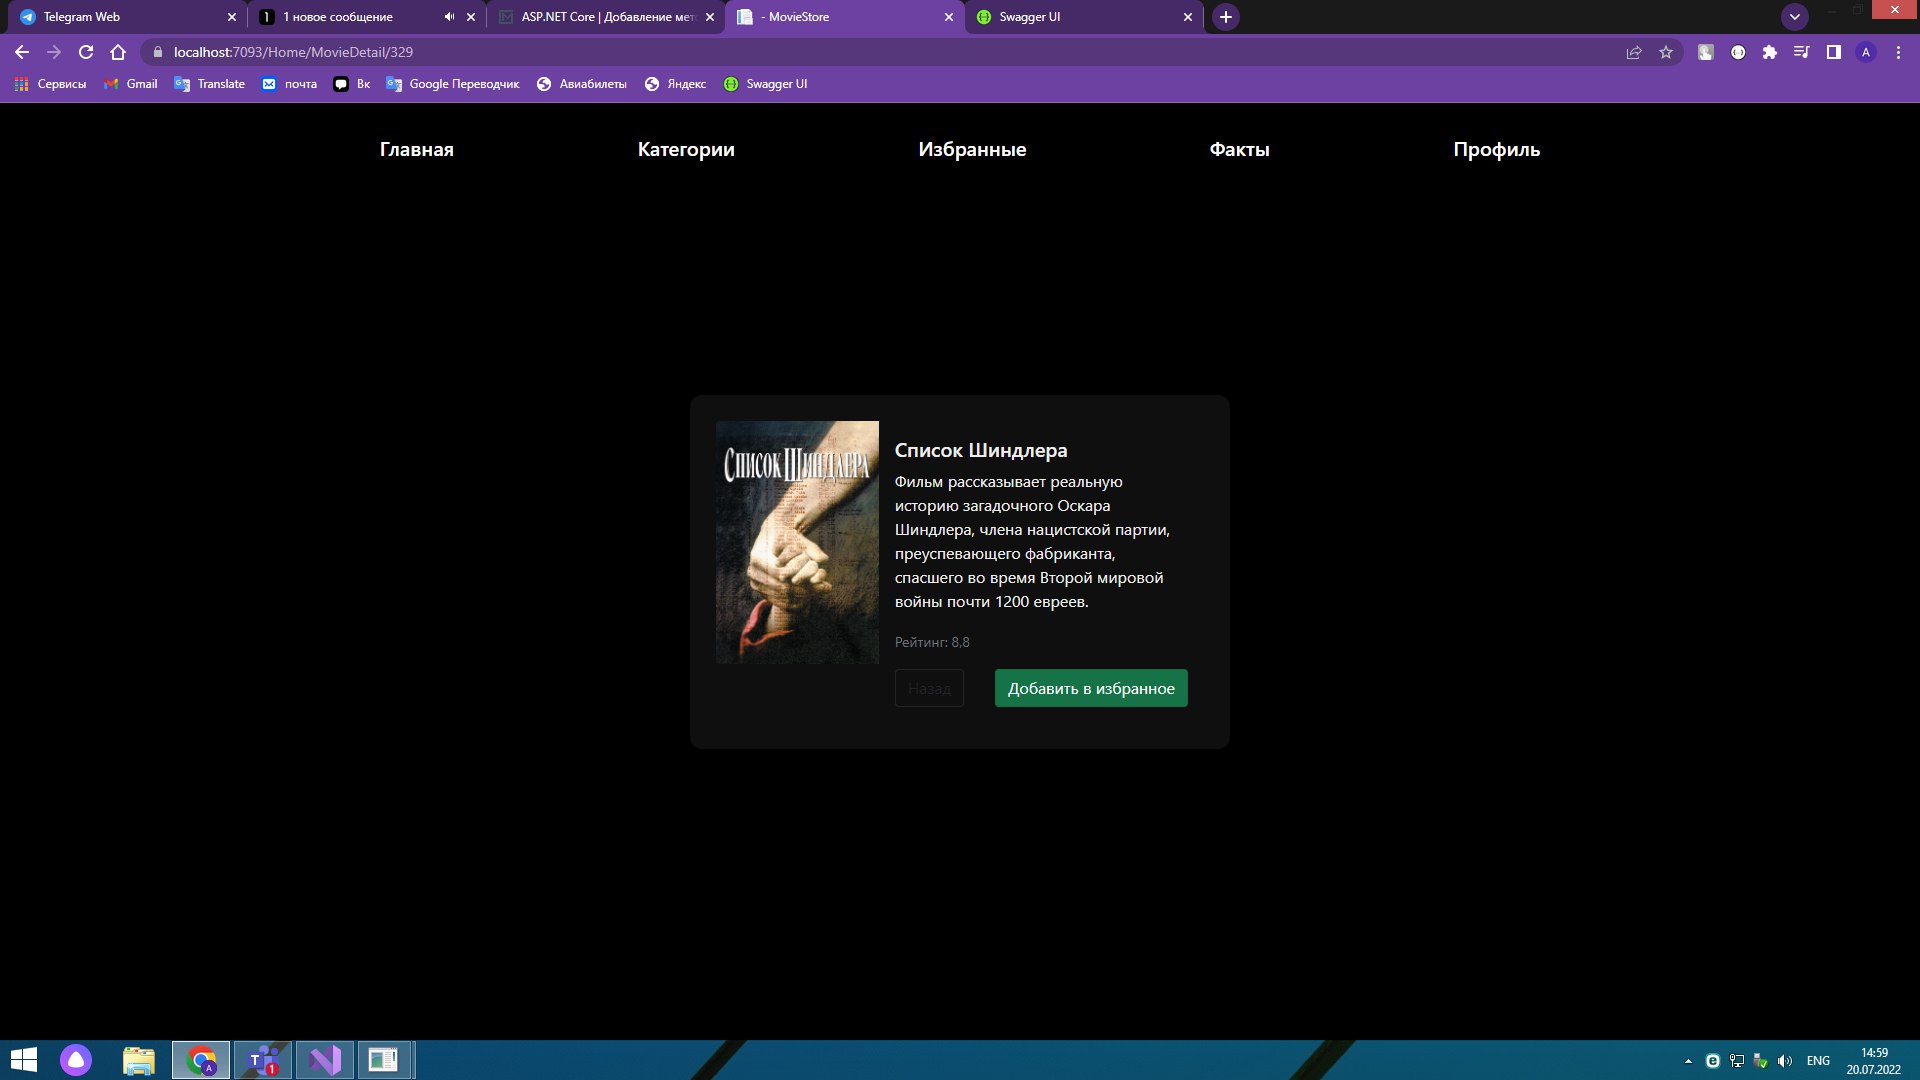 Telegram Web
1
1 новое сообщение
ASP.NET Core | Добавление мет
- MovieStore
Swagger UI
localhost:7093/Home/MovieDetail/329
A
Сервисы
Gmail
Translate
почта
Вк
Google Переводчик
Авиабилеты
Яндекс
Swagger UI
Главная
Категории
Избранные
Факты
Профиль
СПИСОК ШИНДЛЕРА
Список Шиндлера
Фильм рассказывает реальную
историю загадочного Оскара
Шиндлера, члена нацистской партии,
преуспевающего фабриканта,
спасшего во время Второй мировой
войны почти 1200 евреев.
Рейтинг: 8,8
Назад
Добавить в избранное
A
T
1
ENG
14:59
20.07.2022